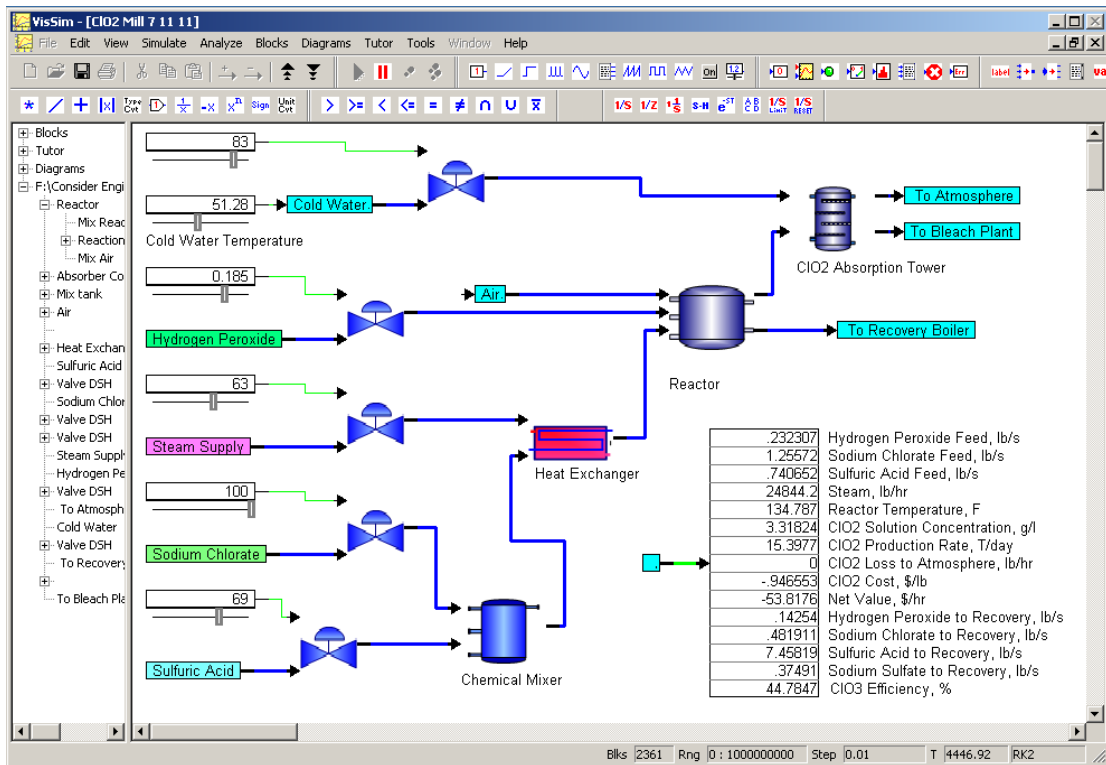 VisSim - [ClO2 Mill 7 11 11]
File Edit View Simulate Analyze Blocks Diagrams Tutor Tools Window Help
Blocks
Tutor
Diagrams
F:\Consider Engi
Reactor
Mix Reac
Reaction
Mix Air
Absorber Co
Mix tank
Air
Heat Exchan
Sulfuric Acid
Valve DSH
Sodium Chlor
Valve DSH
Valve DSH
Steam Suppl
Hydrogen Pe
Valve DSH
To Atmosph
Cold Water
Valve DSH
To Recovery
To Bleach Pla
83
51.28
Cold Water.
Cold Water Temperature
To Atmosphere
To Bleach Plant
ClO2 Absorption Tower
0.185
Air.
Hydrogen Peroxide
To Recovery Boiler
Reactor
63
Steam Supply
Heat Exchanger
100
Sodium Chlorate
69
Sulfuric Acid
Chemical Mixer
.232307 Hydrogen Peroxide Feed, lb/s
1.25572 Sodium Chlorate Feed, lb/s
.740652 Sulfuric Acid Feed, lb/s
24844.2 Steam, lb/hr
134.787 Reactor Temperature, F
3.31824 ClO2 Solution Concentration, g/l
15.3977 ClO2 Production Rate, T/day
0 ClO2 Loss to Atmosphere, lb/hr
-.946553 ClO2 Cost, $/lb
-53.8176 Net Value, $/hr
.14254 Hydrogen Peroxide to Recovery, lb/s
.481911 Sodium Chlorate to Recovery, lb/s
7.45819 Sulfuric Acid to Recovery, lb/s
.37491 Sodium Sulfate to Recovery, lb/s
44.7847 ClO3 Efficiency, %
Blks 2361 Rng 0 : 1000000000 Step 0.01 T 4446.92 RK2